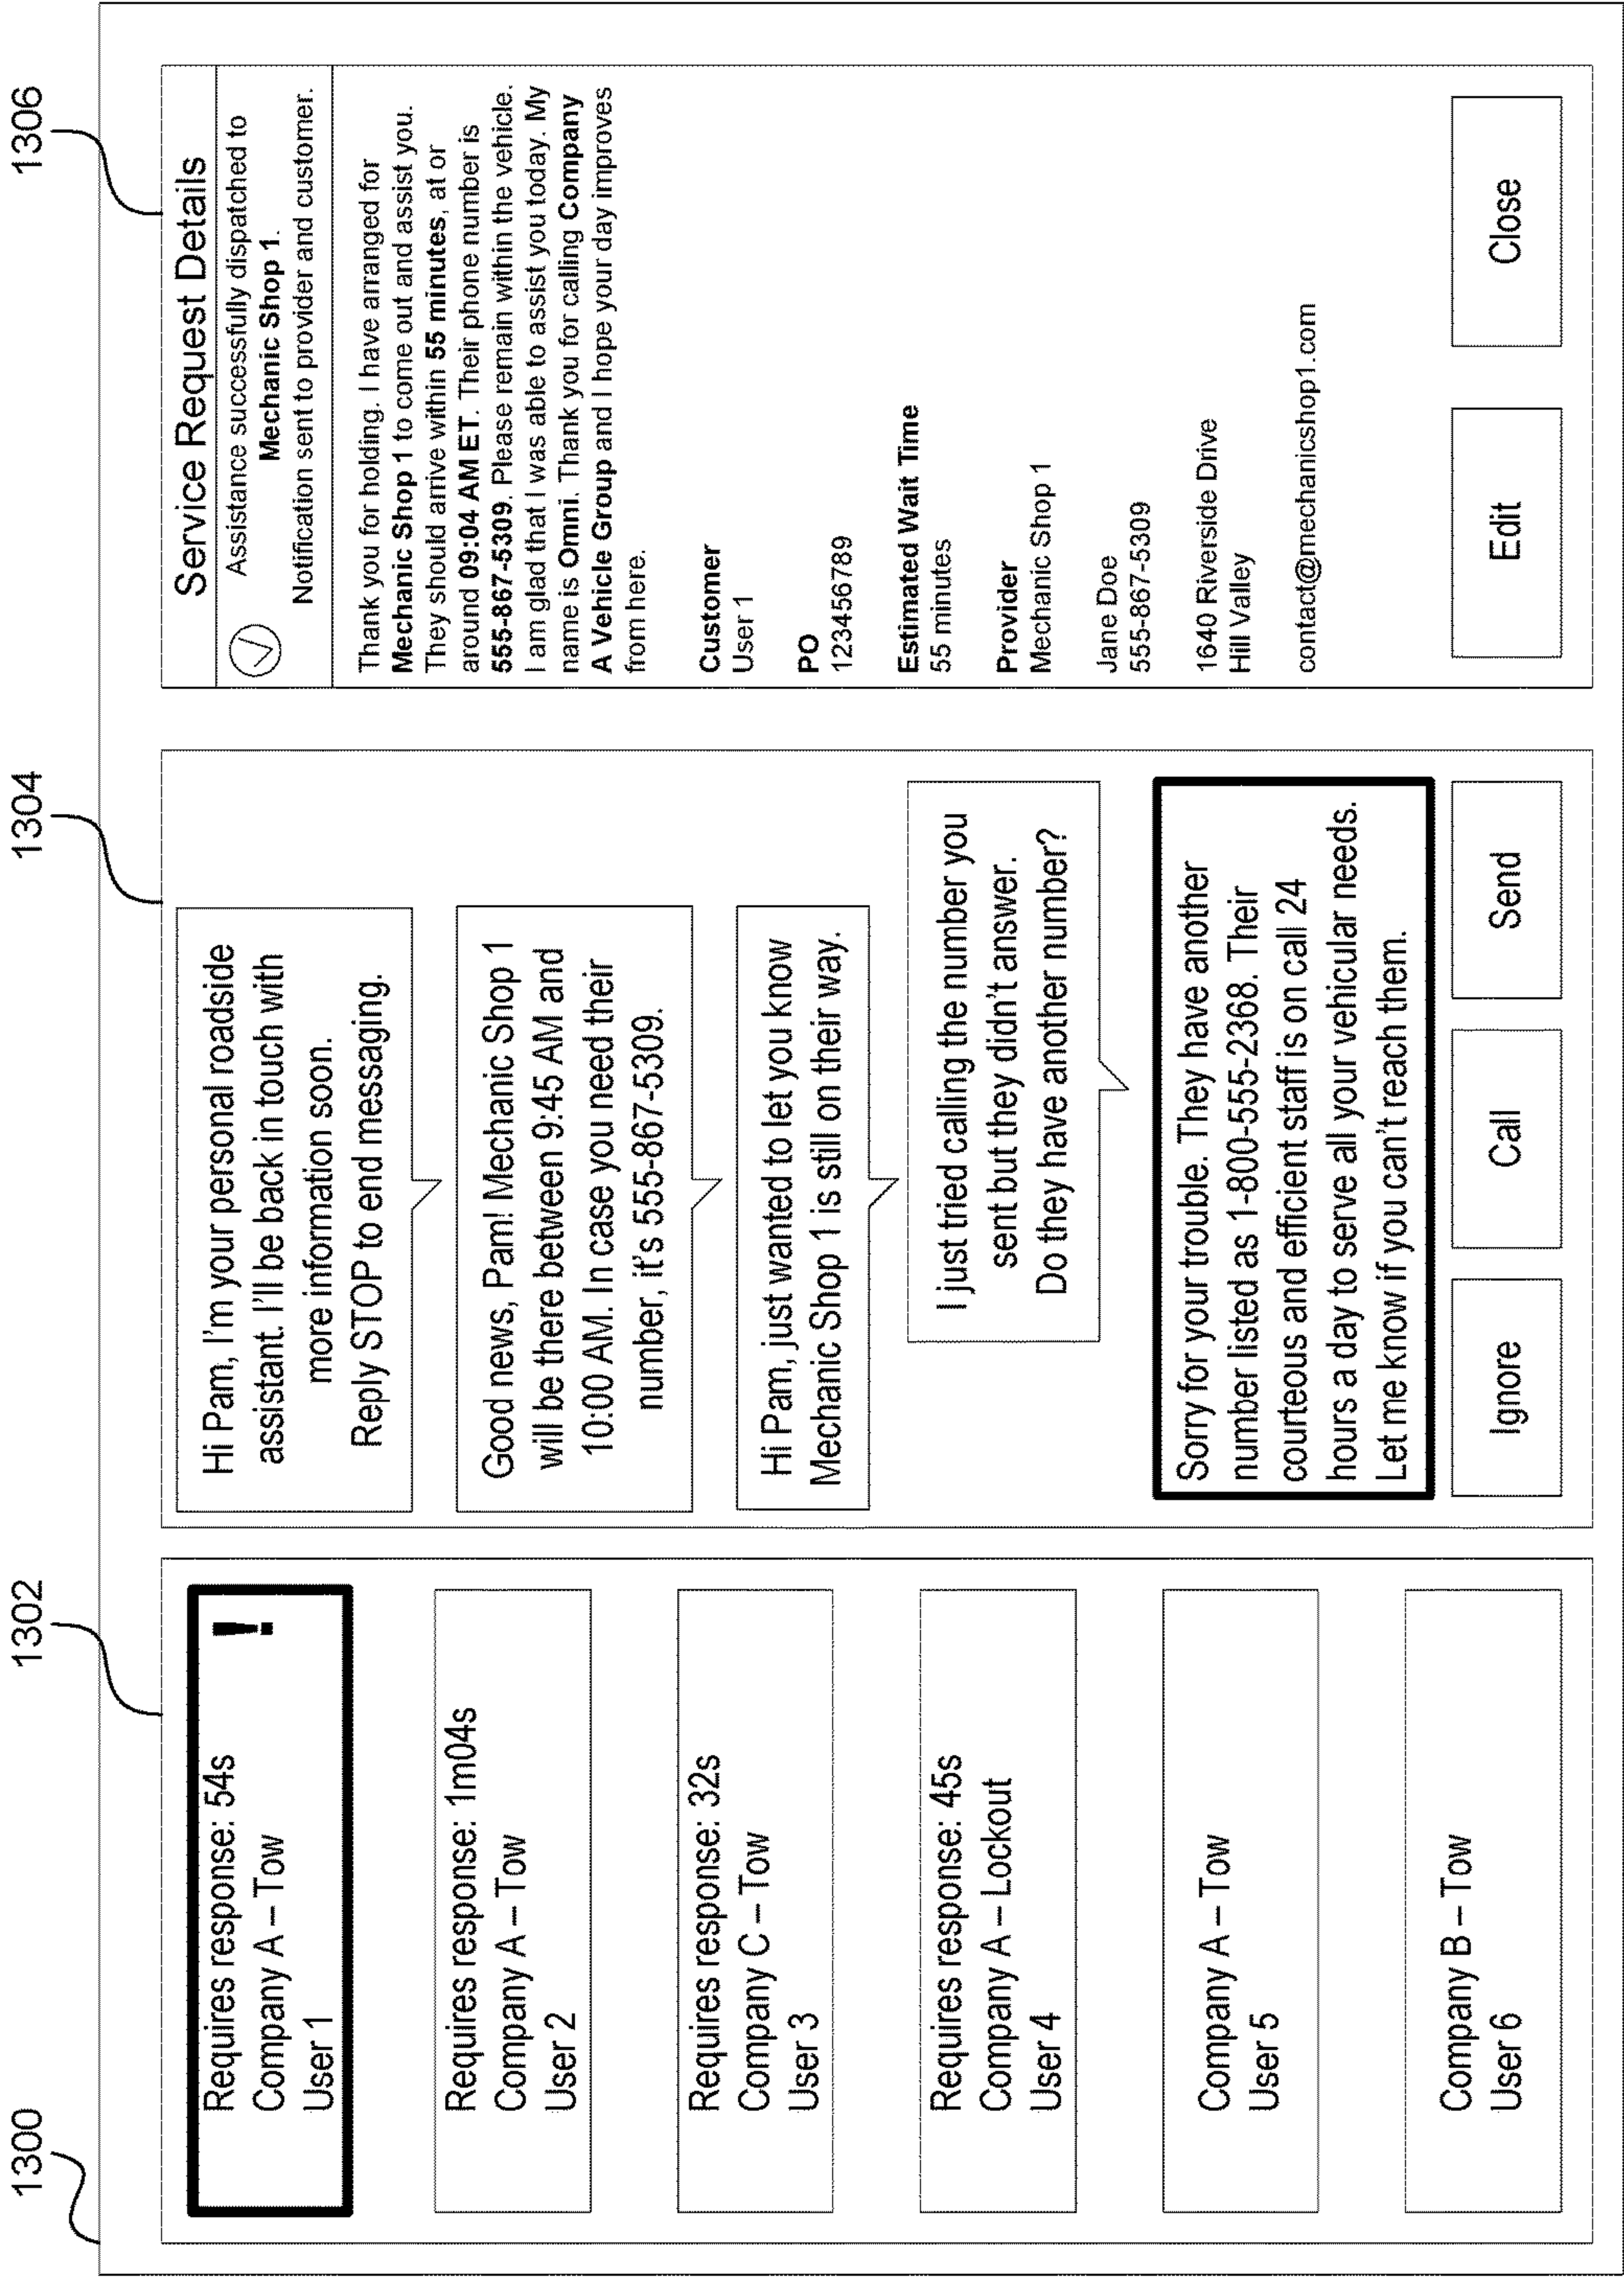 1300
1302
1304
1306
Requires response: 54s
!
Company A – Tow
User 1
Requires response: 1m04s
Company A – Tow
User 2
Requires response: 32s
Company C – Tow
User 3
Requires response: 45s
Company A – Lockout
User 4
Company A – Tow
User 5
Company B – Tow
User 6
Hi Pam, I'm your personal roadside
assistant. I'll be back in touch with
more information soon.
Reply STOP to end messaging.
Good news, Pam! Mechanic Shop 1
will be there between 9:45 AM and
10:00 AM. In case you need their
number, it's 555-867-5309.
Hi Pam, just wanted to let you know
Mechanic Shop 1 is still on their way.
I just tried calling the number you
sent but they didn't answer.
Do they have another number?
Sorry for your trouble. They have another
number listed as 1-800-555-2368. Their
courteous and efficient staff is on call 24
hours a day to serve all your vehicular needs.
Let me know if you can't reach them.
Ignore
Call
Send
Service Request Details
Assistance successfully dispatched to
Mechanic Shop 1.
Notification sent to provider and customer.
Thank you for holding. I have arranged for
Mechanic Shop 1 to come out and assist you.
They should arrive within 55 minutes, at or
around 09:04 AM ET. Their phone number is
555-867-5309. Please remain within the vehicle.
I am glad that I was able to assist you today. My
name is Omni. Thank you for calling Company
A Vehicle Group and I hope your day improves
from here.
Customer
User 1
PO
123456789
Estimated Wait Time
55 minutes
Provider
Mechanic Shop 1
Jane Doe
555-867-5309
1640 Riverside Drive
Hill Valley
contact@mechanicshop1.com
Edit
Close